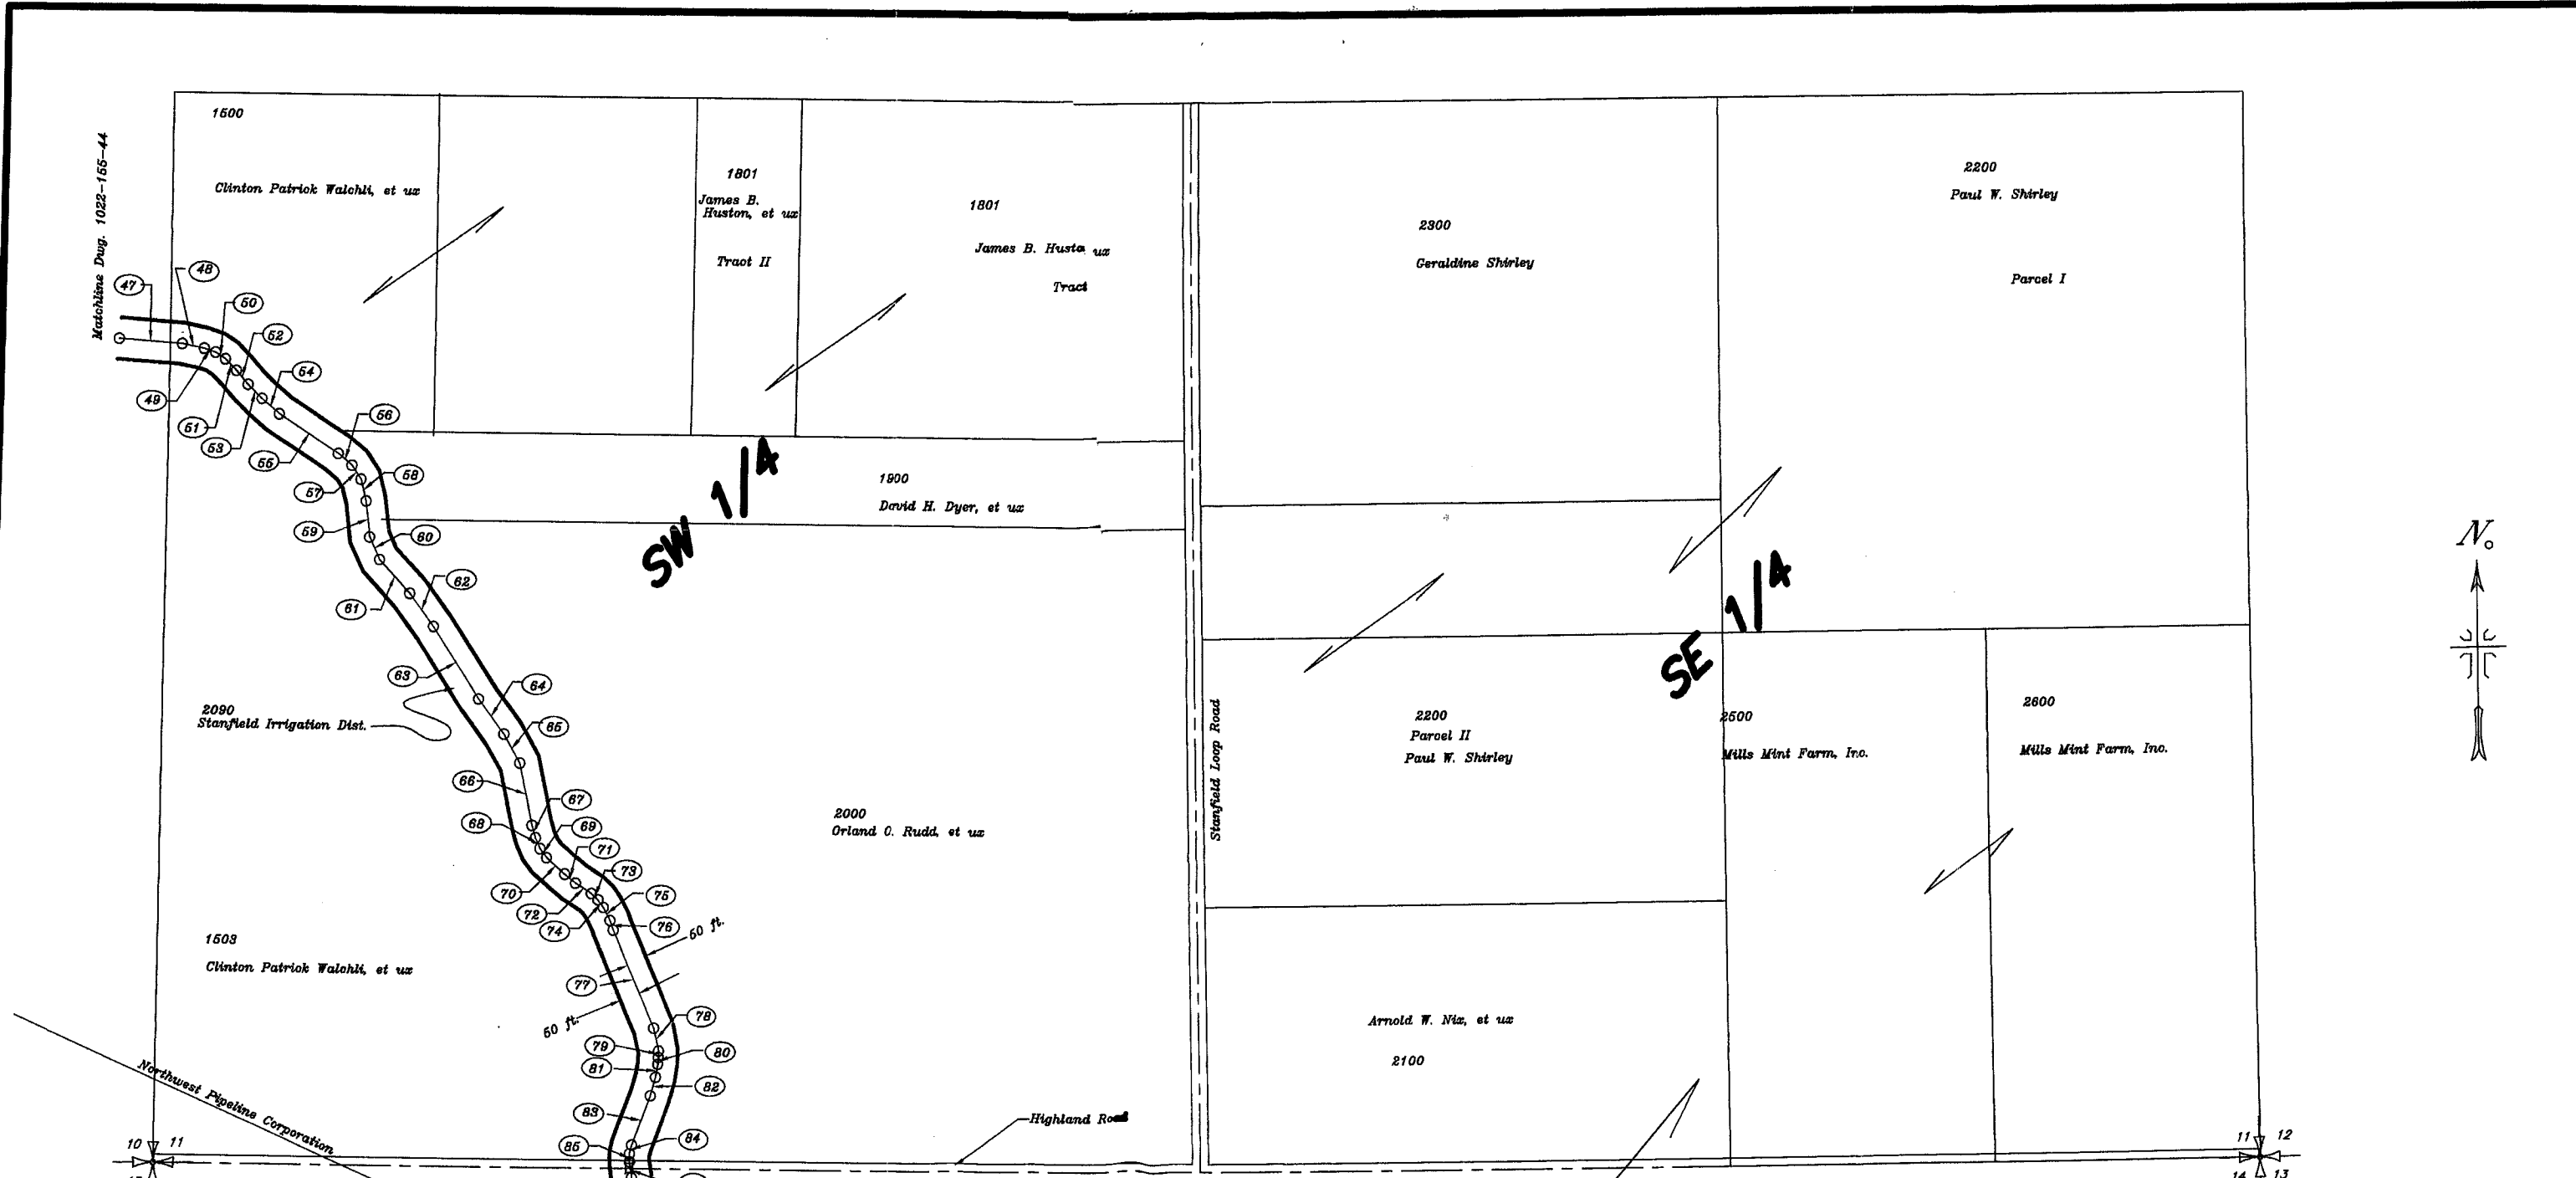 Matchline Dwg. 1022-155-44
1500
Clinton Patrick Walchli, et ux
1801
James B.
Huston, et ux
Tract II
1801
James B. Husto ux
Tract
2300
Geraldine Shirley
2200
Paul W. Shirley
Parcel I
47
48
50
52
54
49
51
53
55
56
57
58
59
60
61
62
63
64
65
66
67
68
69
70
71
72
73
74
75
76
77
78
79
80
81
82
83
84
85
1900
David H. Dyer, et ux
SW 1/4
SE 1/4
No
2090
Stanfield Irrigation Dist.
2000
Orland C. Rudd, et ux
Stanfield Loop Road
2200
Parcel II
Paul W. Shirley
2500
Mills Mint Farm, Inc.
2600
Mills Mint Farm, Inc.
1503
Clinton Patrick Walchli, et ux
50 ft.
50 ft.
Arnold W. Nix, et ux
2100
Northwest Pipeline Corporation
Highland Road
10 11
11 12
14 13